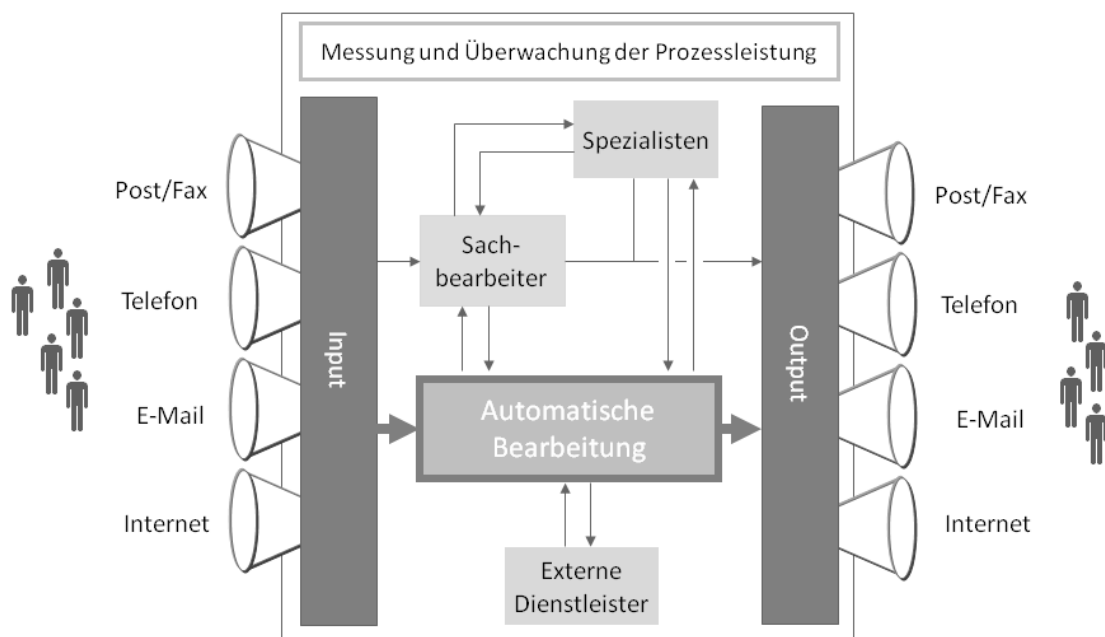 Messung und Überwachung der Prozessleistung
Post/Fax
Telefon
E-Mail
Internet
Input
Spezialisten
Sach-
bearbeiter
Automatische
Bearbeitung
Externe
Dienstleister
Output
Post/Fax
Telefon
E-Mail
Internet